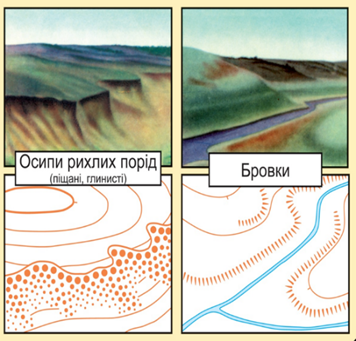 Осипи рихлих порід
(піщані, глинисті)
Бровки